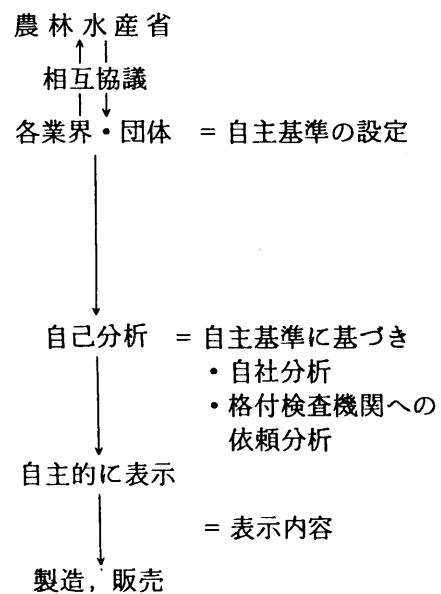 農林水産省
相互協議
各業界・団体 = 自主基準の設定
自己分析 = 自主基準に基づき
・自社分析
・格付検査機関への
依頼分析
自主的に表示
= 表示内容
製造，販売